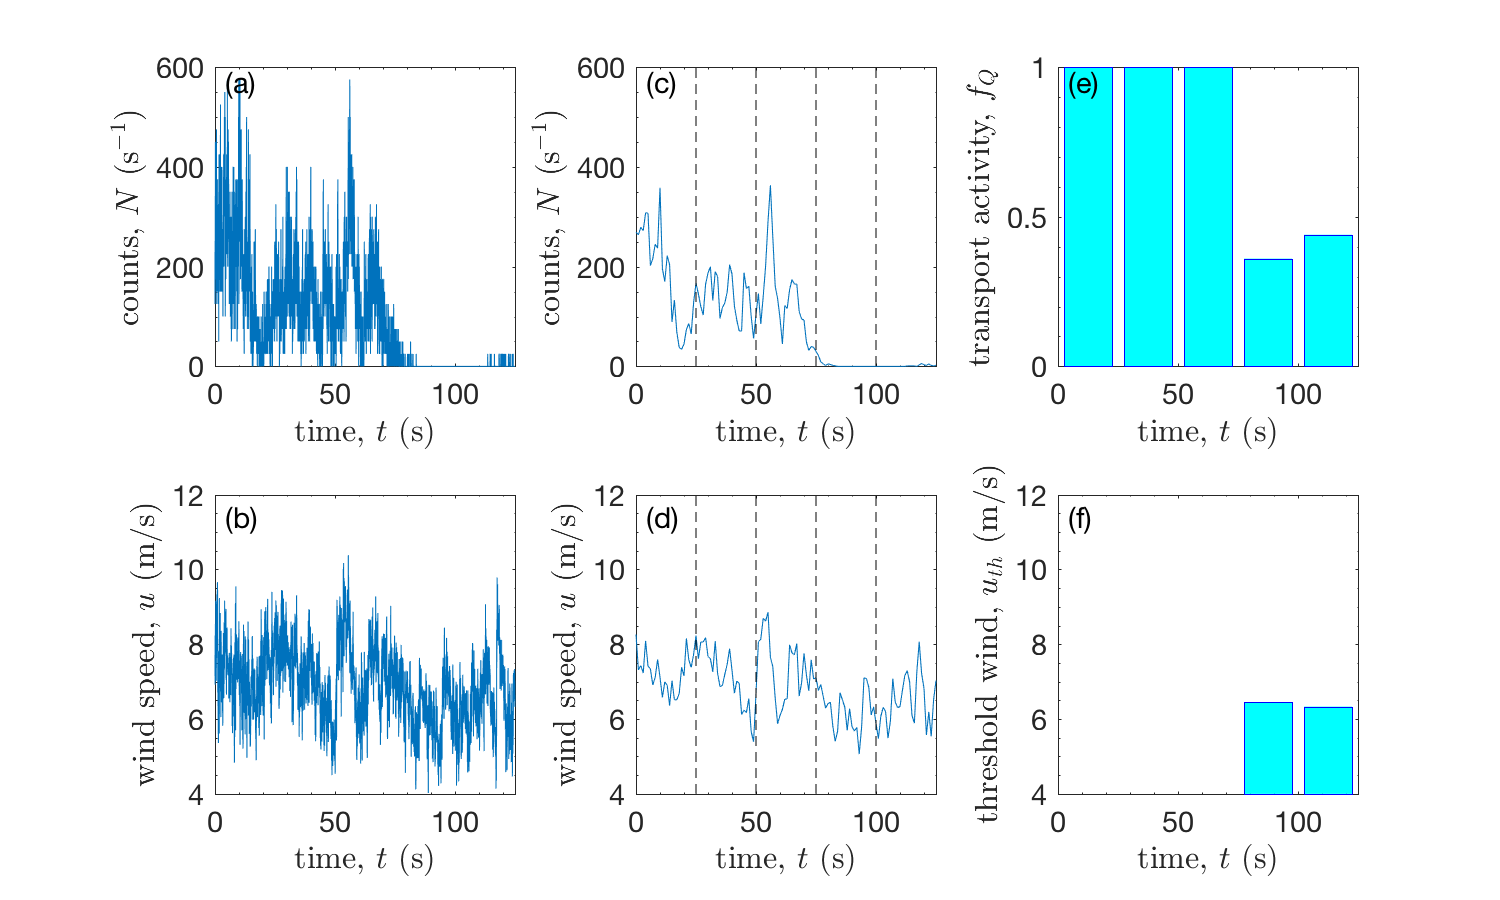 (a)
counts, N (s⁻¹)
600
400
200
0
0 50 100
time, t (s)
(c)
counts, N (s⁻¹)
600
400
200
0
0 50 100
time, t (s)
(e)
transport activity, f_Q
1
0.5
0
0 50 100
time, t (s)
(b)
wind speed, u (m/s)
12
10
8
6
4
0 50 100
time, t (s)
(d)
wind speed, u (m/s)
12
10
8
6
4
0 50 100
time, t (s)
(f)
threshold wind, u_th (m/s)
12
10
8
6
4
0 50 100
time, t (s)